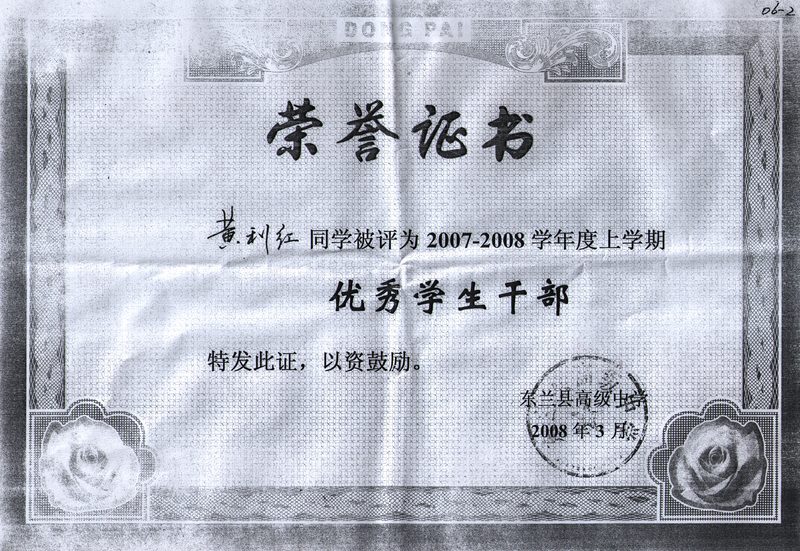 06-2
DONG PAI
荣誉证书
黄利红 同学被评为 2007-2008 学年度上学期
优秀学生干部
特发此证，以资鼓励。
东兰县高级中学
2008 年 3 月